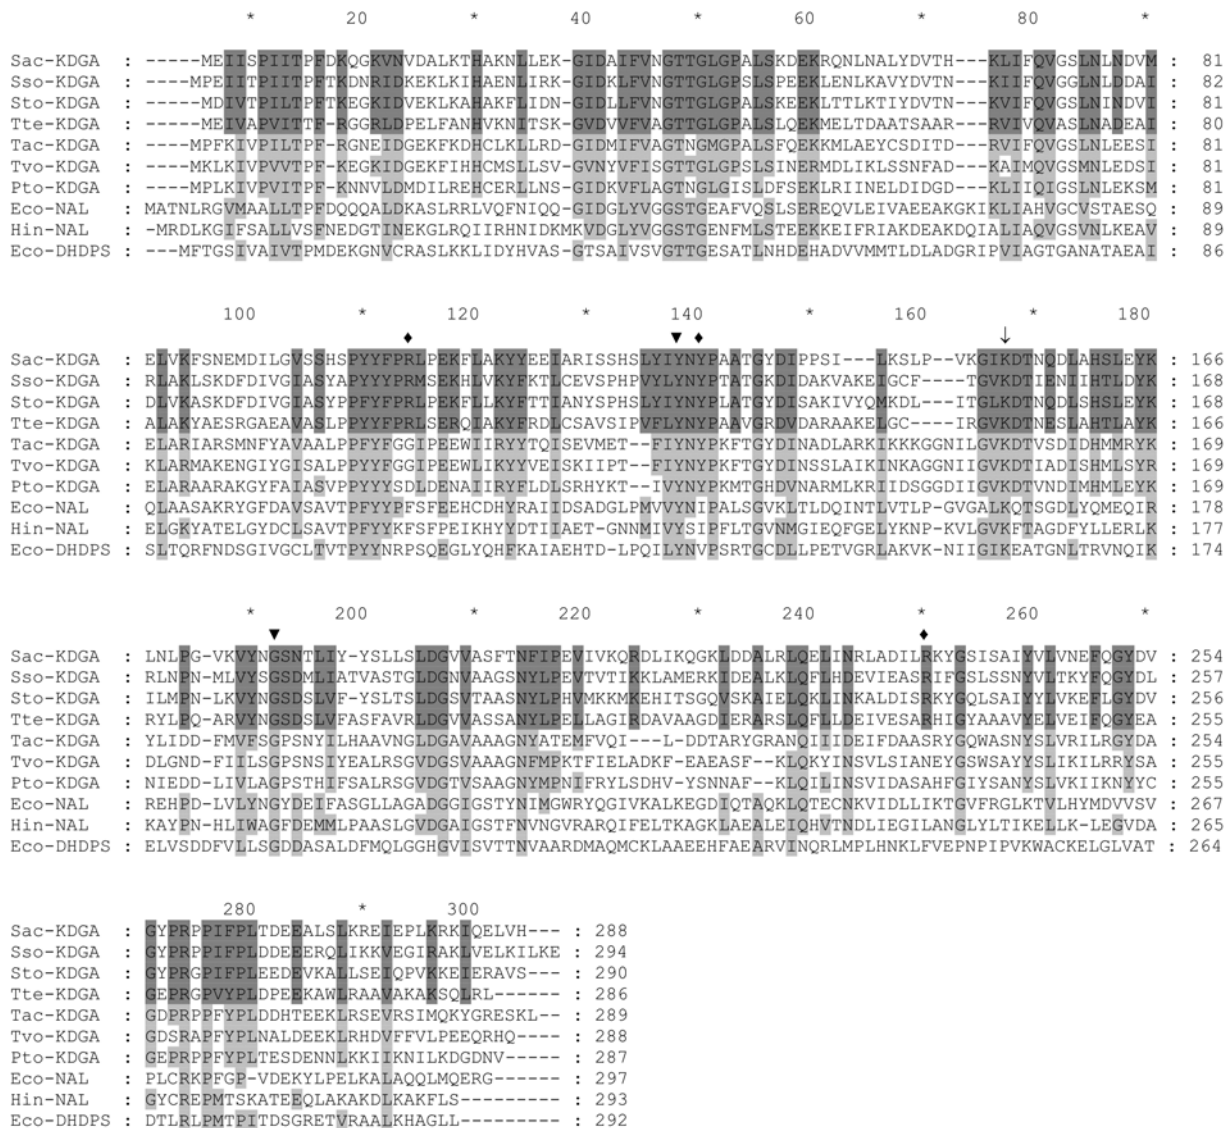 * 20 * 40 * 60 * 80 *
Sac-KDGA : -----MEIISPIITPFDKQGKVNVDALKTHAKNLLEK-GIDAIFVNGTTGLGPALSKDEKRQNLNALYDVTH---KLIFQVGSLNLNDVM : 81
Sso-KDGA : ----MPEIITPIITPFTKDNRIDKEKLKIHAENLIRK-GIDKLFVNGTTGLGPSLSPEEKLENLKAVYDVTN---KIIFQVGGLNLDDAI : 82
Sto-KDGA : -----MDIVTPILTPFTKEGKIDVEKLKAHAKFLIDN-GIDLLFVNGTTGLGPALSKEEKLTTLKTIYDVTN---KVIFQVGSLNINDVI : 81
Tte-KDGA : -----MEIVAPVITTF-RGGRLDPELFANHVKNITSK-GVDVVFVAGTTGLGPALSLQEKMELTDAATSAAR---RVIVQVASLNADEAI : 80
Tac-KDGA : ----MPFKIVPILTPF-RGNEIDGEKFKDHCLKLLRD-GIDMIFVAGTNGMGPALSFQEKKMLAEYCSDITD---RVIFQVGSLNLEESI : 81
Tvo-KDGA : ----MKLKIVPVVTPF-KEGKIDGEKFIHHCMSLLSV-GVNYVFITGTTGLGPSLSINERMDLIKLSSNFAD---KAIMQVGSMNLEDSI : 81
Pto-KDGA : ----MPLKIVPVITPF-KNNVLDMDILREHCERLLNS-GIDKVFLAGTNGLGISLDFSEKLRIINELDIDGD---KLIIQIGSLNLEKSM : 81
Eco-NAL : MATNLRGVMAALLTPFDQQQALDKASLRRLVQFNIQQ-GIDGLYVGGSTGEAFVQSLSEREQVLEIVAEEAKGKIKLIAHVGCVSTAESQ : 89
Hin-NAL : -MRDLKGIFSALLVSFNEDGTINEKGLRQIIRHNIDKMKVDGLYVGGSTGENFMLSTEEKKEIFRIAKDEAKDQIALIAQVGSVNLKEAV : 89
Eco-DHDPS : ---MFTGSIVAIVTPMDEKGNVCRASLKKLIDYHVAS-GTSAIVSVGTTGESATLNHDEHADVVMMTLDLADGRIPVIAGTGANATAEAI : 86
100 * ♦ 120 * 140 ▼ ♦ * 160 ↓ * 180
Sac-KDGA : ELVKFSNEMDILGVSSHSPYYFPRLPEKFLAKYYEEIARISSHSLYIYNYPAATGYDIPPSI---LKSLP--VKGIKDTNQDLAHSLEYK : 166
Sso-KDGA : RLAKLSKDFDIVGIASYAPYYYPRMSEKHLVKYFKTLCEVSPHPVYLYNYPTATGKDIDAKVAKEIGCF----TGVKDTIENIIHTLDYK : 168
Sto-KDGA : DLVKASKDFDIVGIASYPPYYFPRLPEKFLLKYFTTIANYSPHSLYIYNYPLATGYDISAKIVYQMKDL---ITGLKDTNQDLSHSLEYK : 168
Tte-KDGA : ALAKYAESRGAEAVASLPPYYFPRLSERQIAKYFRDLCSAVSIPVFLYNYPAAVGRDVDARAAKELGC---IRGVKDTNESLAHTLAYK : 166
Tac-KDGA : ELARIARSMNFYAVAALPPFYFGGIPEEWIIRYYTQISEVMET--FIYNYPKFTGYDINADLARKIKKKGGNILGVKDTVSDIDHMMRYK : 169
Tvo-KDGA : KLARMAKENGIYGISALPPYYFGGIPEEWLIKYYVEISKIIPT--FIYNYPKFTGYDINSSLAIKINKAGGNIIGVKDTIADISHMLSYR : 169
Pto-KDGA : ELARAARAKGYFAIASVPPYYYSDLDENAIIRYFLDLSRHYKT--IVYNYPKMTGHDVNARMLKRIIDSGGDIIGVKDTVNDIMHMLEYK : 169
Eco-NAL : QLAASAKRYGFDAVSAVTPFYYPFSFEEHCDHYRAIIDSADGLPMVVYNIPALSGVKLTLDQINTLVTLP-GVGALKQTSGDLYQMEQIR : 178
Hin-NAL : ELGKYATELGYDCLSAVTPFYYKFSFPEIKHYYDTIIAET-GNNMIVYSIPFLTGVNMGIEQFGELYKNP-KVLGVKFTAGDFYLLERLK : 177
Eco-DHDPS : SLTQRFNDSGIVGCLTVTPYYNRPSQEGLYQHFKAIAEHTD-LPQILYNVPSRTGCDLLPETVGRLAKVK-NIIGIKEATGNLTRVNQIK : 174
* ▼ 200 * 220 * 240 ♦ * 260 *
Sac-KDGA : LNLPG-VKVYNGSNTLIY-YSLLSLDGVVASFTNFIPEVIVKQRDLIKQGKLDDALRLQELINRLADILRKYGSISAIYVLVNEFQGYDV : 254
Sso-KDGA : RLNPN-MLVYSGSDMLIATVASTGLDGNVAAGSNYLPEVTVTIKKLAMERKIDEALKLQFLHDEVIEASRIFGSLSSNYVLTKYFQGYDL : 257
Sto-KDGA : ILMPN-LKVYNGSDSLVF-YSLTSLDGSVTAASNYLPHVMKKMKEHITSGQVSKAIELQKLINKALDISRKYGQLSAIYYLVKEFLGYDV : 256
Tte-KDGA : RYLPQ-ARVYNGSDSLVFASFAVRLDGVVASSANYLPELLAGIRDAVAAGDIERARSLQFLLDEIVESARHIGYAAAVYELVEIFQGYEA : 255
Tac-KDGA : YLIDD-FMVFSGPSNYILHAAVNGLDGAVAAAGNYATEMFVQI---L-DDTARYGRANQIIIDEIFDAASRYGQWASNYSLVRILRGYDA : 254
Tvo-KDGA : DLGND-FIILSGPNSNSIYEALRSGVDGSVAAAGNFMPKTFIELADKF-EAEASF--KLQKYINSVLSIANEYGSWSAYYSLIKILRRYSA : 255
Pto-KDGA : NIEDD-LIVLAGPSTHIFSALRSGVDGTVSAAGNYMPNIFRYLSDHV-YSNNAF-KLQILINSVIDASAHFGIYSANYSLVKIIKNYYC : 255
Eco-NAL : REHPD-LVLYNGYDEIFASGLLAGADGGIGSTYNIMGWRYQGIVKALKEGDIQTAQKLQTECNKVIDLLIKTGVFRGLKTVLHYMDVVSV : 267
Hin-NAL : KAYPN-HLIWAGFDEMMLPAASLGVDGAIGSTFNVNGVRARQIFELTKAGKLAEALEIQHVTNDLIEGILANGLYLTIKELLK-LEGVDA : 265
Eco-DHDPS : ELVSDDFVLLSGDDASALDFMQLGGHGVISVTTNVAARDMAQMCKLAAEEHFAEARVINQRLMPLHNKLFVEPNPIPVKWACKELGLVAT : 264
280 * 300
Sac-KDGA : GYPRPPIFPLTDEEALSLKREIEPLKRKIQELVH--- : 288
Sso-KDGA : GYPRPPIFPLDDEERQLIKKVEGIRAKLVELKILKE : 294
Sto-KDGA : GYPRGPIFPLEEDEVKALLSEIQPVKKEIERAVS--- : 290
Tte-KDGA : GEPRGPVYPLDPEEKAWLRAAVAKAKSQLRL------ : 286
Tac-KDGA : GDPRPPFYPLDDHTEEKLRSEVRSIMQKYGRESKL-- : 289
Tvo-KDGA : GDSRAPFYPLNALDEEKLRHDVFFVLPEEQRHQ---- : 288
Pto-KDGA : GEPRPPFYPLTESDENNLKKIIKNILKDGDNV----- : 287
Eco-NAL : PLCRKPFGP-VDEKYLPELKALAQQLMQERG------ : 297
Hin-NAL : GYCREPMTSKATEEQLAKAKDLKAKFLS--------- : 293
Eco-DHDPS : DTLRLPMTPITDSGRETVRAALKHAGLL--------- : 292